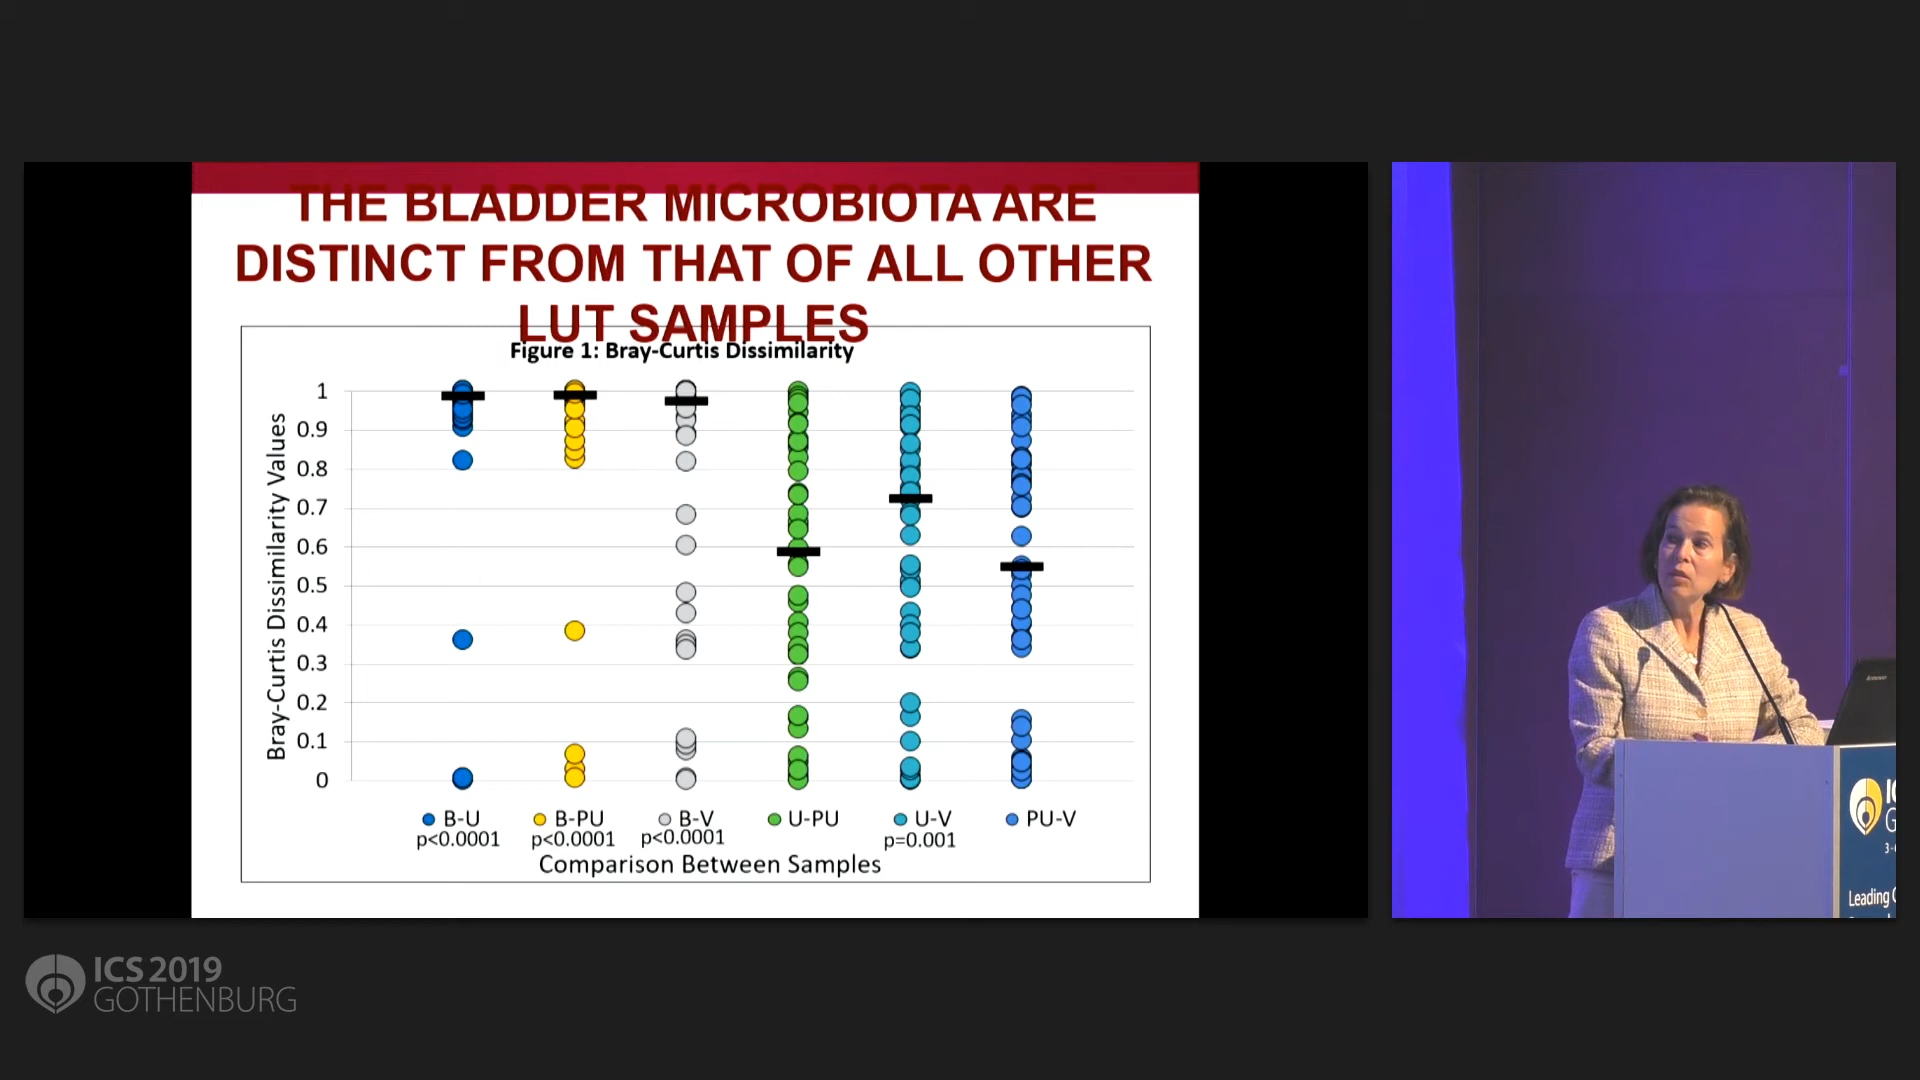 THE BLADDER MICROBIOTA ARE
DISTINCT FROM THAT OF ALL OTHER
LUT SAMPLES
Figure 1: Bray-Curtis Dissimilarity
Bray-Curtis Dissimilarity Values
1
0.9
0.8
0.7
0.6
0.5
0.4
0.3
0.2
0.1
0
B-U
B-PU
B-V
U-PU
U-V
PU-V
p<0.0001
p<0.0001
p<0.0001
p=0.001
Comparison Between Samples
Leading
ICS 2019
GOTHENBURG